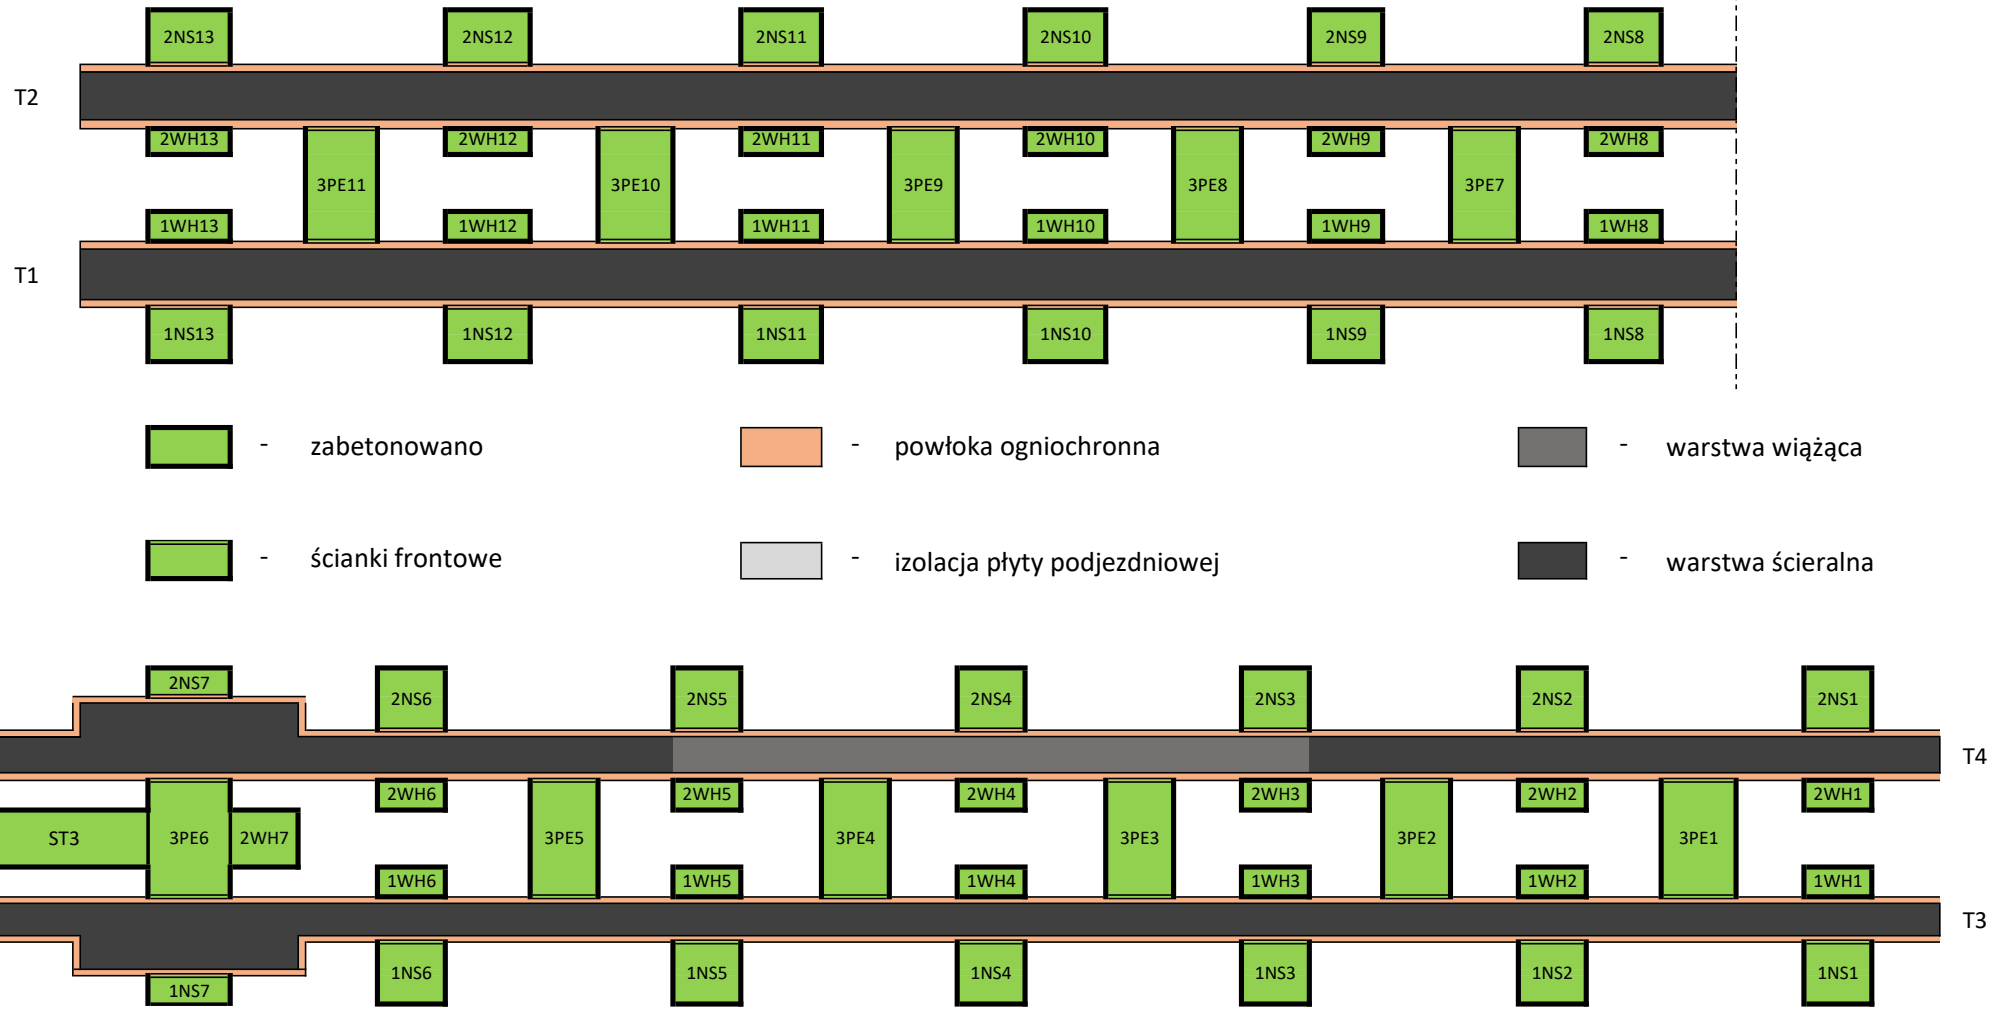 2NS13 2NS12 2NS11 2NS10 2NS9 2NS8
T2
2WH13 2WH12 2WH11 2WH10 2WH9 2WH8
3PE11 3PE10 3PE9 3PE8 3PE7
1WH13 1WH12 1WH11 1WH10 1WH9 1WH8
T1
1NS13 1NS12 1NS11 1NS10 1NS9 1NS8
- zabetonowano - powłoka ogniochronna - warstwa wiążąca
- ścianki frontowe - izolacja płyty podjezdniowej - warstwa ścieralna
2NS7 2NS6 2NS5 2NS4 2NS3 2NS2 2NS1
T4
2WH6 2WH5 2WH4 2WH3 2WH2 2WH1
ST3 3PE6 2WH7 3PE5 3PE4 3PE3 3PE2 3PE1
1WH6 1WH5 1WH4 1WH3 1WH2 1WH1
T3
1NS7 1NS6 1NS5 1NS4 1NS3 1NS2 1NS1